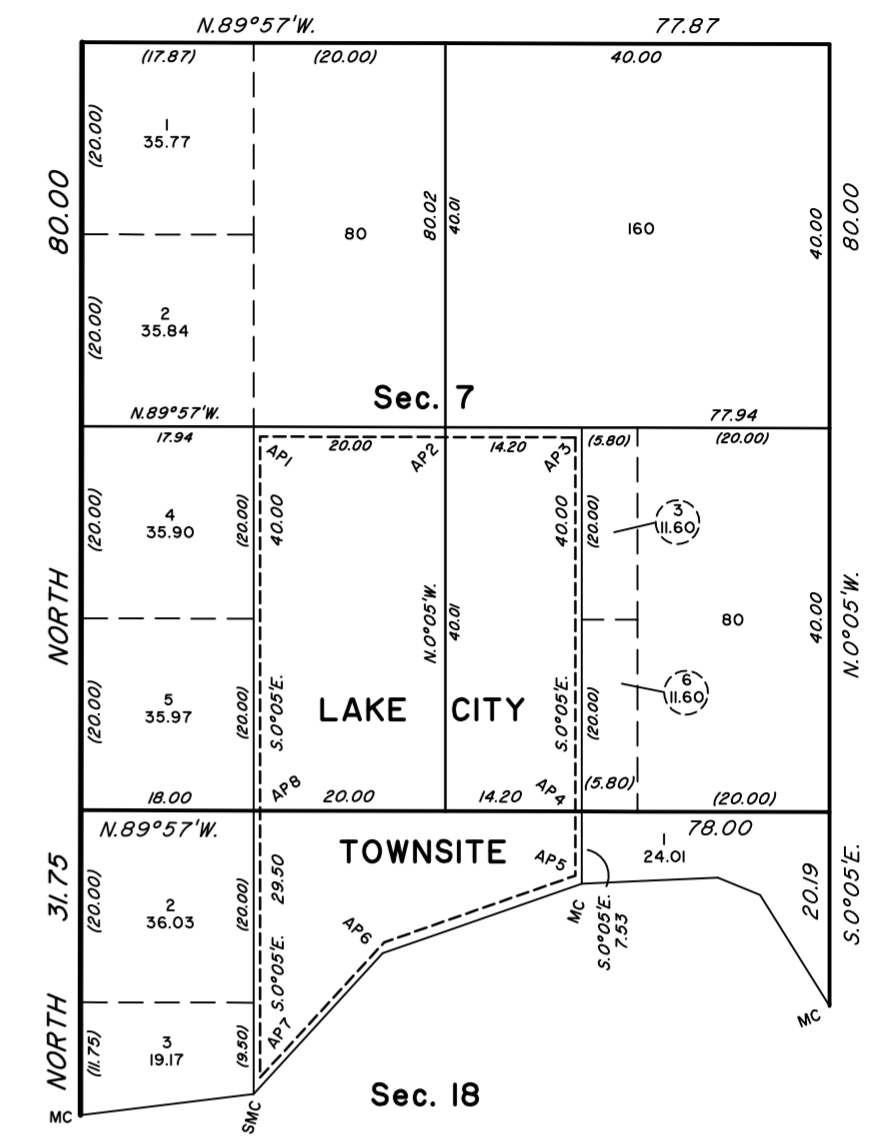 N.89°57'W. 77.87
(17.87) (20.00) 40.00
(20.00)
1
35.77
80.00
80
80.02
40.01
160
40.00
80.00
(20.00)
2
35.84
Sec. 7
N.89°57'W. 77.94
17.94 20.00 14.20 (5.80) (20.00)
AP1 AP2 AP3
(20.00)
4
35.90
(20.00)
40.00
40.00
(20.00)
3
11.60
NORTH
N.0°05'W.
40.01
80
40.00
N.0°05'W.
(20.00)
5
35.97
(20.00)
S.0°05'E.
LAKE CITY
S.0°05'E.
(20.00)
6
11.60
AP8 AP4 (5.80)
18.00 20.00 14.20 (20.00)
N.89°57'W. 78.00
31.75
(20.00)
2
36.03
(20.00)
29.50
TOWNSITE
AP5
1
24.01
20.19
S.0°05'E.
AP6
MC
S.0°05'E.
7.53
S.0°05'E.
NORTH
(11.75)
3
19.17
(9.50)
AP7
MC
MC
SMC
Sec. 18